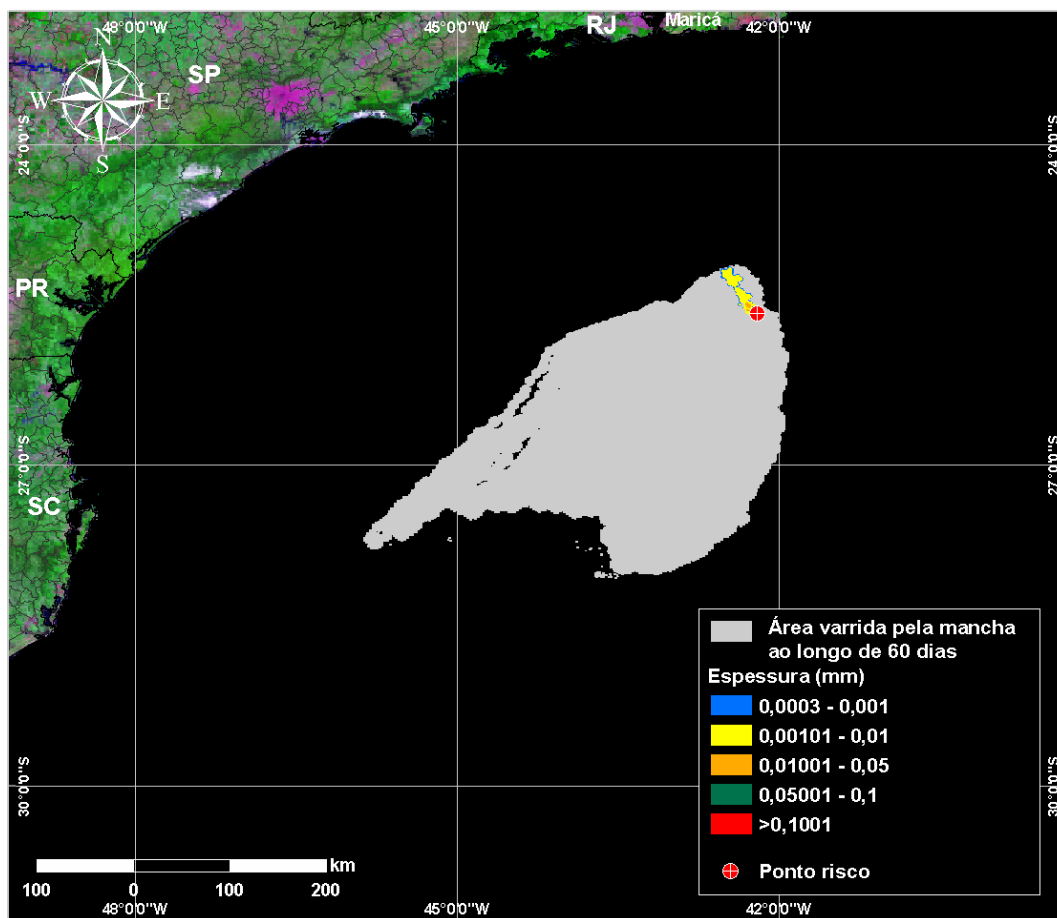 48°0'0"W
45°0'0"W
RJ
Maricá
42°0'0"W
N
SP
W
E
S
24°0'0"S
24°0'0"S
PR
27°0'0"S
27°0'0"S
SC
Área varrida pela mancha
ao longo de 60 dias
Espessura (mm)
0,0003 - 0,001
0,00101 - 0,01
0,01001 - 0,05
0,05001 - 0,1
>0,1001
Ponto risco
30°0'0"S
30°0'0"S
km
100 0 100 200
48°0'0"W
45°0'0"W
42°0'0"W